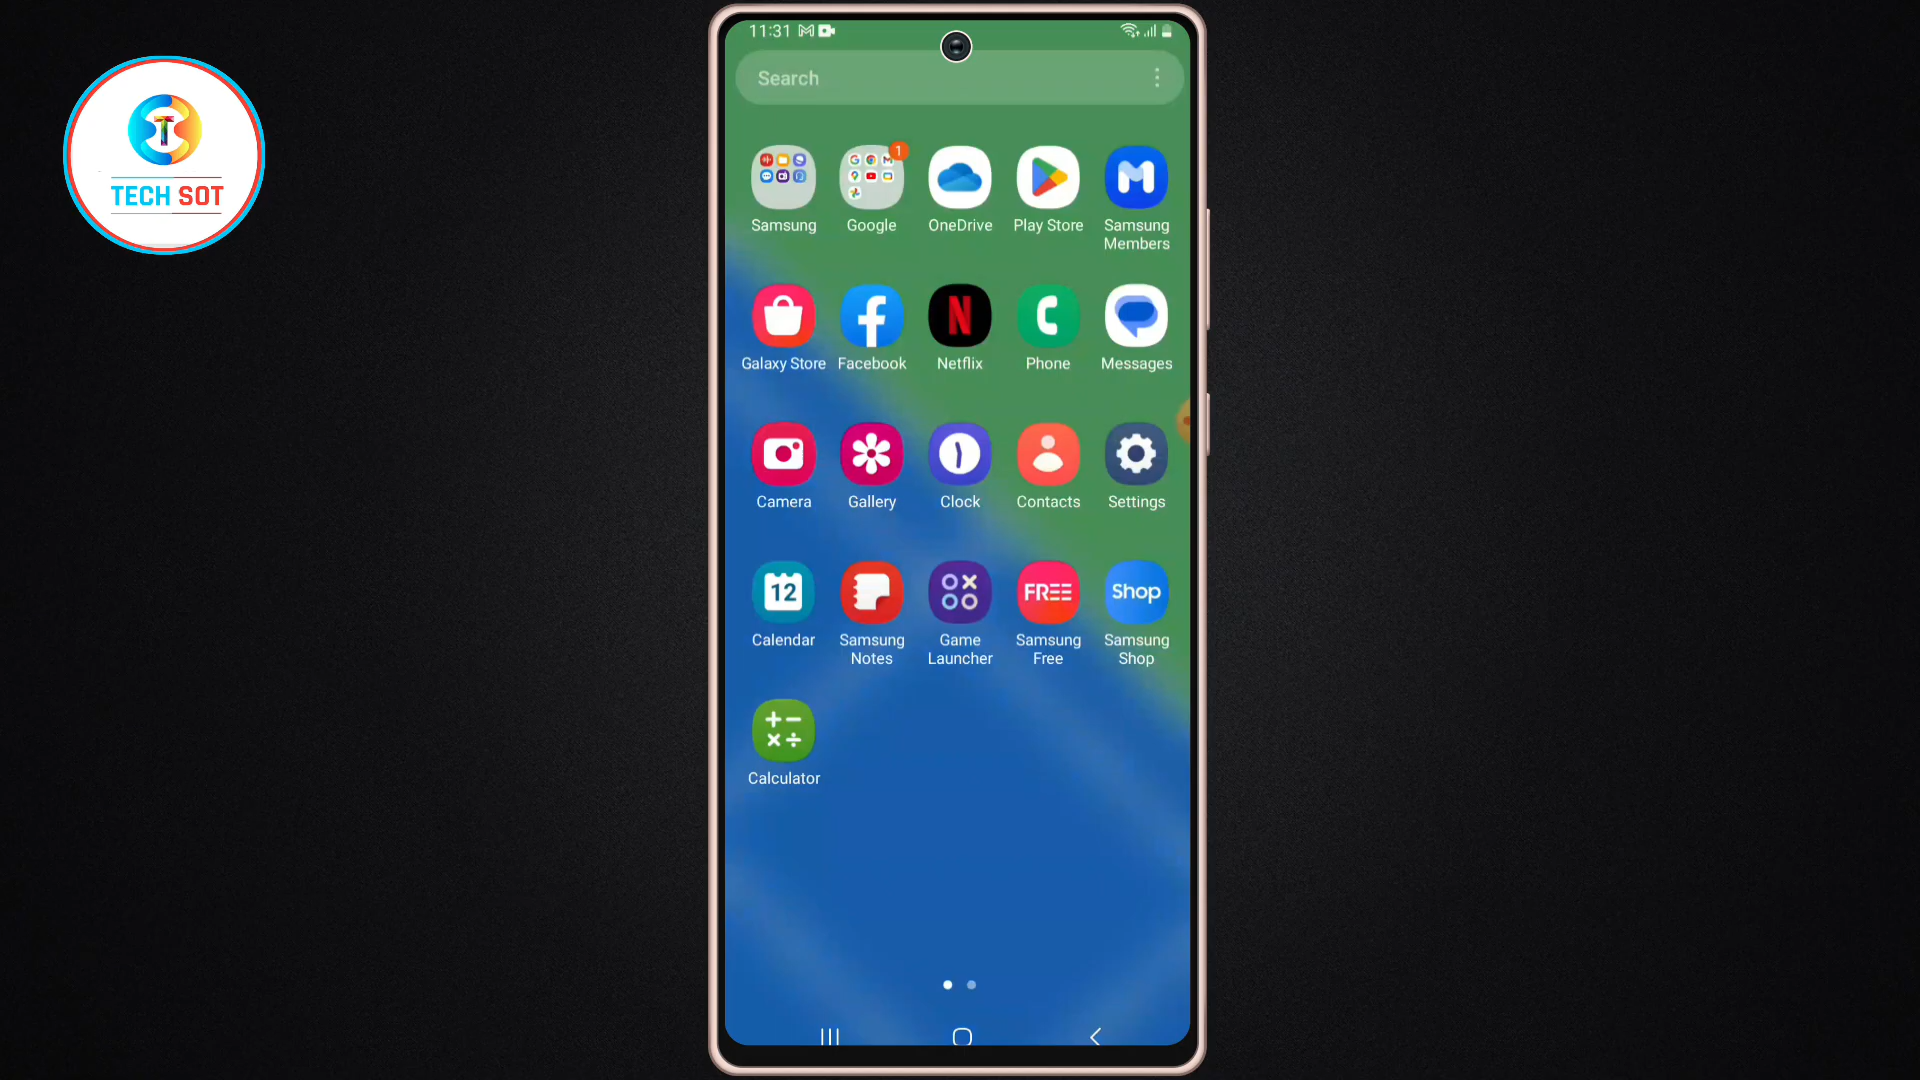 11:31
Search
T
TECH SOT
1
Samsung
Google
OneDrive
Play Store
Samsung
Members
Galaxy Store
Facebook
Netflix
Phone
Messages
Camera
Gallery
Clock
Contacts
Settings
12
FREE
Shop
Calendar
Samsung
Notes
Game
Launcher
Samsung
Free
Samsung
Shop
Calculator